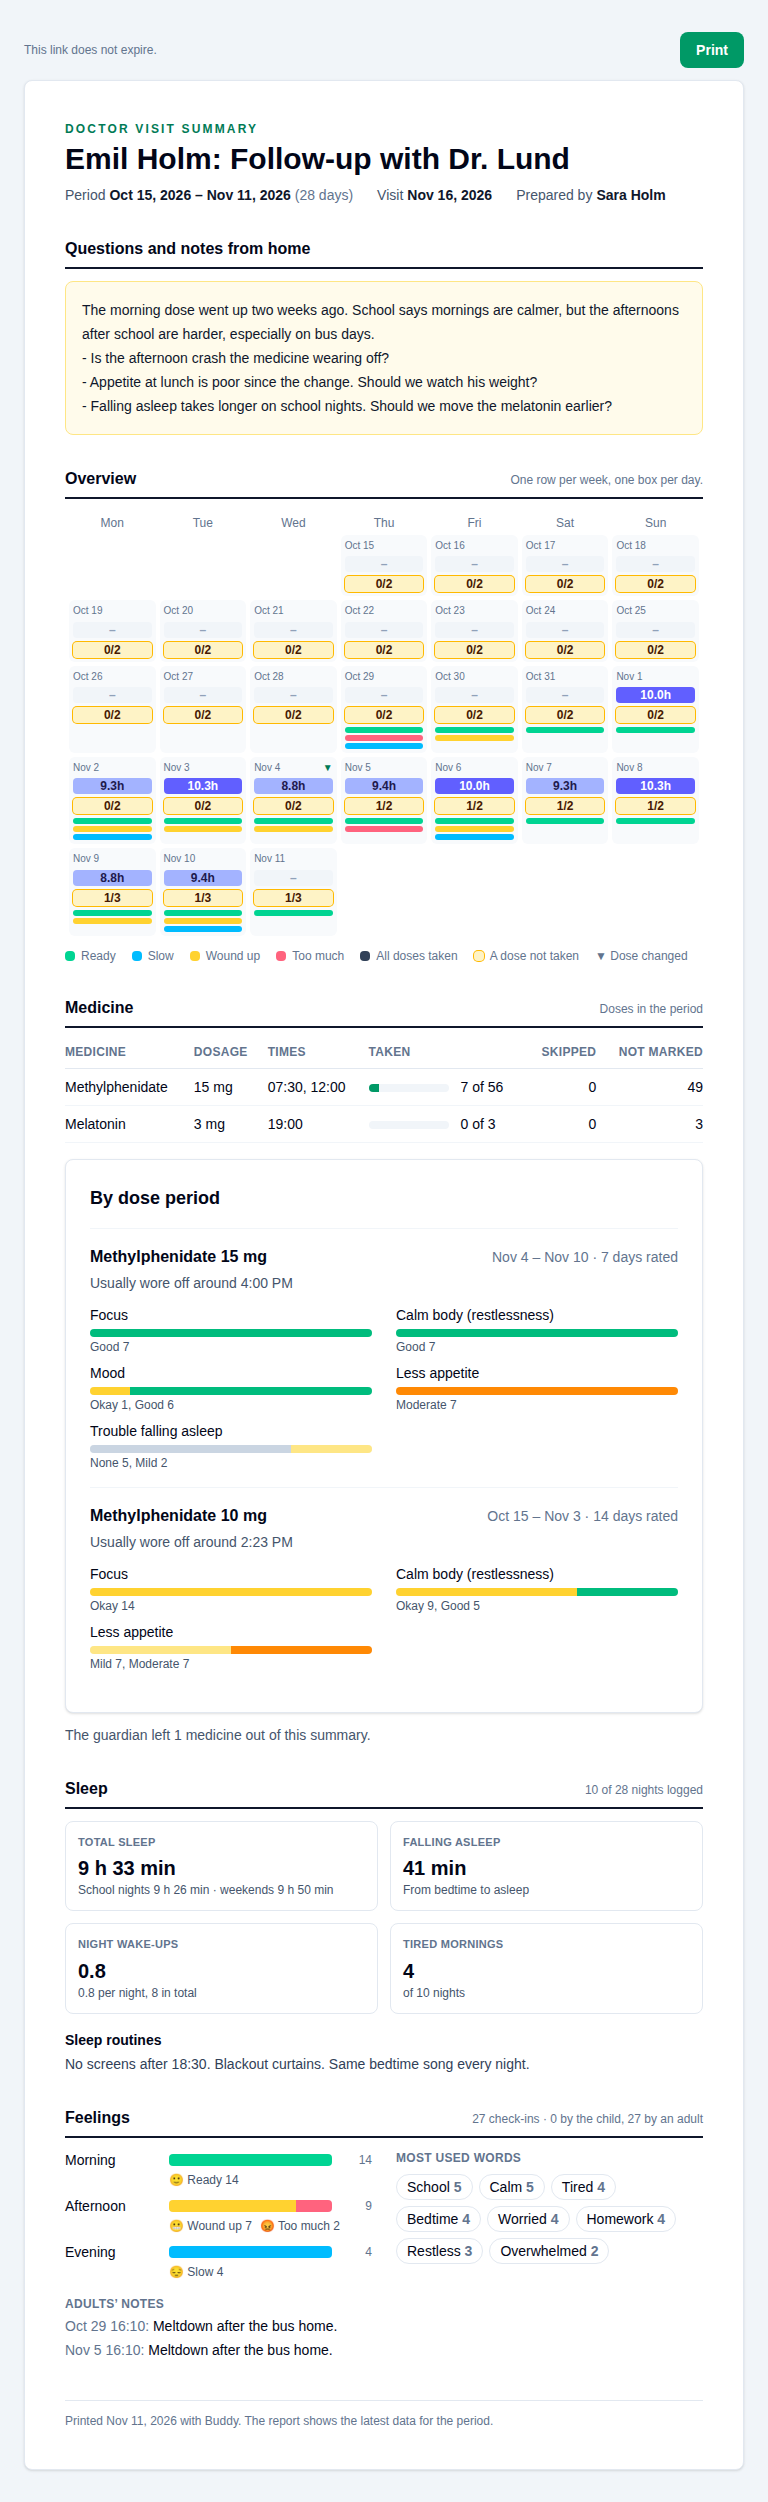 This link does not expire.
Print
DOCTOR VISIT SUMMARY
Emil Holm: Follow-up with Dr. Lund
Period Oct 15, 2026 – Nov 11, 2026 (28 days) Visit Nov 16, 2026 Prepared by Sara Holm
Questions and notes from home
The morning dose went up two weeks ago. School says mornings are calmer, but the afternoons
after school are harder, especially on bus days.
- Is the afternoon crash the medicine wearing off?
- Appetite at lunch is poor since the change. Should we watch his weight?
- Falling asleep takes longer on school nights. Should we move the melatonin earlier?
Overview One row per week, one box per day.
Mon Tue Wed Thu Fri Sat Sun
Oct 15 Oct 16 Oct 17 Oct 18
– – – –
0/2 0/2 0/2 0/2
Oct 19 Oct 20 Oct 21 Oct 22 Oct 23 Oct 24 Oct 25
– – – – – – –
0/2 0/2 0/2 0/2 0/2 0/2 0/2
Oct 26 Oct 27 Oct 28 Oct 29 Oct 30 Oct 31 Nov 1
– – – – – – 10.0h
0/2 0/2 0/2 0/2 0/2 0/2 0/2
Nov 2 Nov 3 Nov 4 ▼ Nov 5 Nov 6 Nov 7 Nov 8
9.3h 10.3h 8.8h 9.4h 10.0h 9.3h 10.3h
0/2 0/2 0/2 1/2 1/2 1/2 1/2
Nov 9 Nov 10 Nov 11
8.8h 9.4h –
1/3 1/3 1/3
Ready Slow Wound up Too much All doses taken A dose not taken ▼ Dose changed
Medicine Doses in the period
MEDICINE DOSAGE TIMES TAKEN SKIPPED NOT MARKED
Methylphenidate 15 mg 07:30, 12:00 7 of 56 0 49
Melatonin 3 mg 19:00 0 of 3 0 3
By dose period
Methylphenidate 15 mg Nov 4 – Nov 10 · 7 days rated
Usually wore off around 4:00 PM
Focus Calm body (restlessness)
Good 7 Good 7
Mood Less appetite
Okay 1, Good 6 Moderate 7
Trouble falling asleep
None 5, Mild 2
Methylphenidate 10 mg Oct 15 – Nov 3 · 14 days rated
Usually wore off around 2:23 PM
Focus Calm body (restlessness)
Okay 14 Okay 9, Good 5
Less appetite
Mild 7, Moderate 7
The guardian left 1 medicine out of this summary.
Sleep 10 of 28 nights logged
TOTAL SLEEP FALLING ASLEEP
9 h 33 min 41 min
School nights 9 h 26 min · weekends 9 h 50 min From bedtime to asleep
NIGHT WAKE-UPS TIRED MORNINGS
0.8 4
0.8 per night, 8 in total of 10 nights
Sleep routines
No screens after 18:30. Blackout curtains. Same bedtime song every night.
Feelings 27 check-ins · 0 by the child, 27 by an adult
Morning 14
🙂 Ready 14
Afternoon 9
😬 Wound up 7 😡 Too much 2
Evening 4
😔 Slow 4
MOST USED WORDS
School 5 Calm 5 Tired 4
Bedtime 4 Worried 4 Homework 4
Restless 3 Overwhelmed 2
ADULTS’ NOTES
Oct 29 16:10: Meltdown after the bus home.
Nov 5 16:10: Meltdown after the bus home.
Printed Nov 11, 2026 with Buddy. The report shows the latest data for the period.